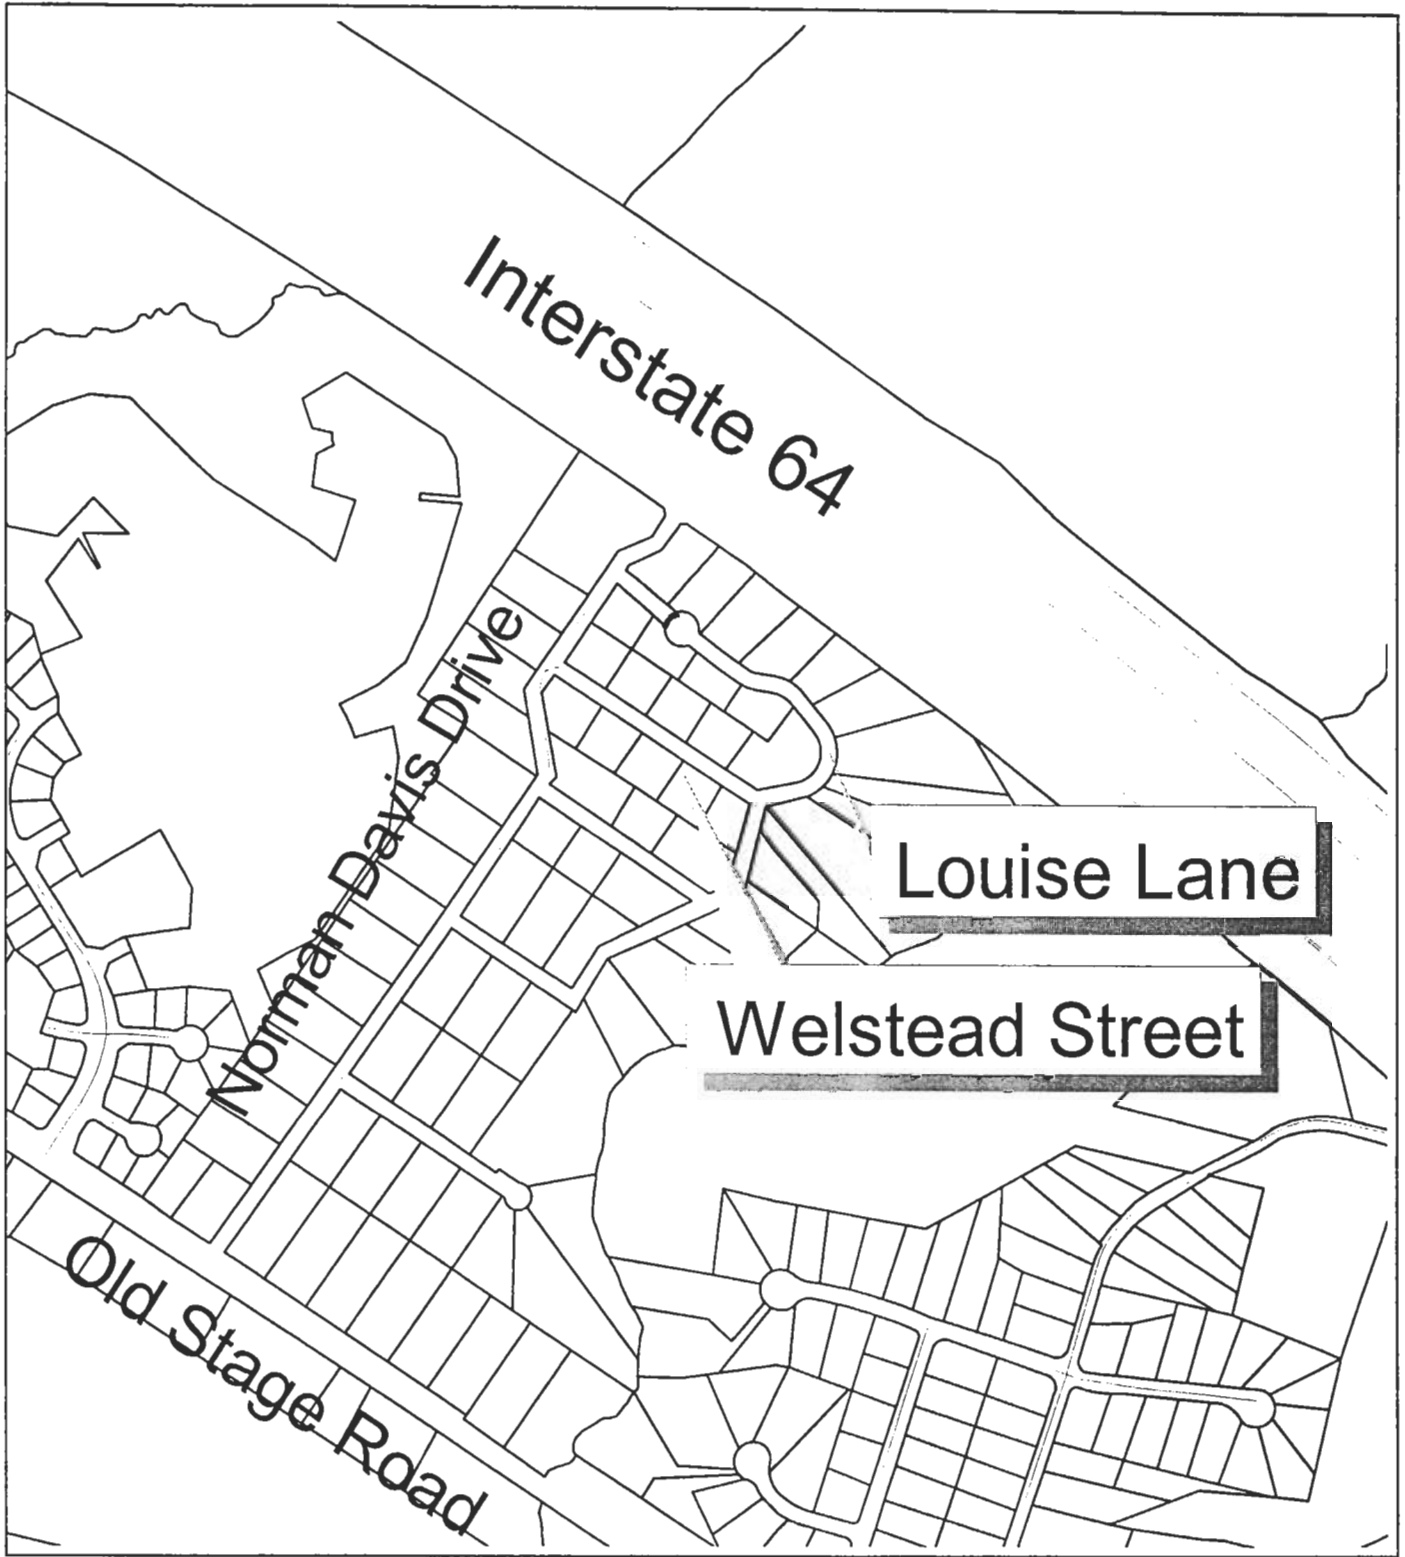 Interstate 64
Norman Davis Drive
Louise Lane
Welstead Street
Old Stage Road